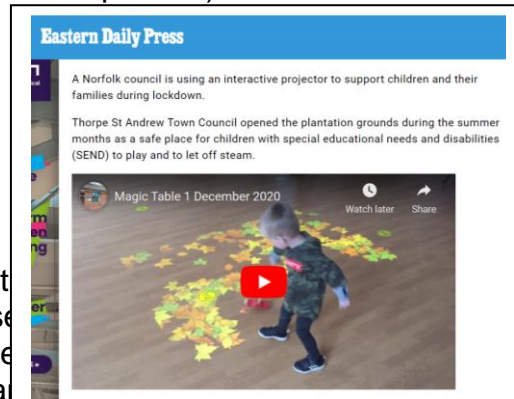 Eastern Daily Press
A Norfolk council is using an interactive projector to support children and their
families during lockdown.
Thorpe St Andrew Town Council opened the plantation grounds during the summer
months as a safe place for children with special educational needs and disabilities
(SEND) to play and to let off steam.
Magic Table 1 December 2020
Watch later
Share